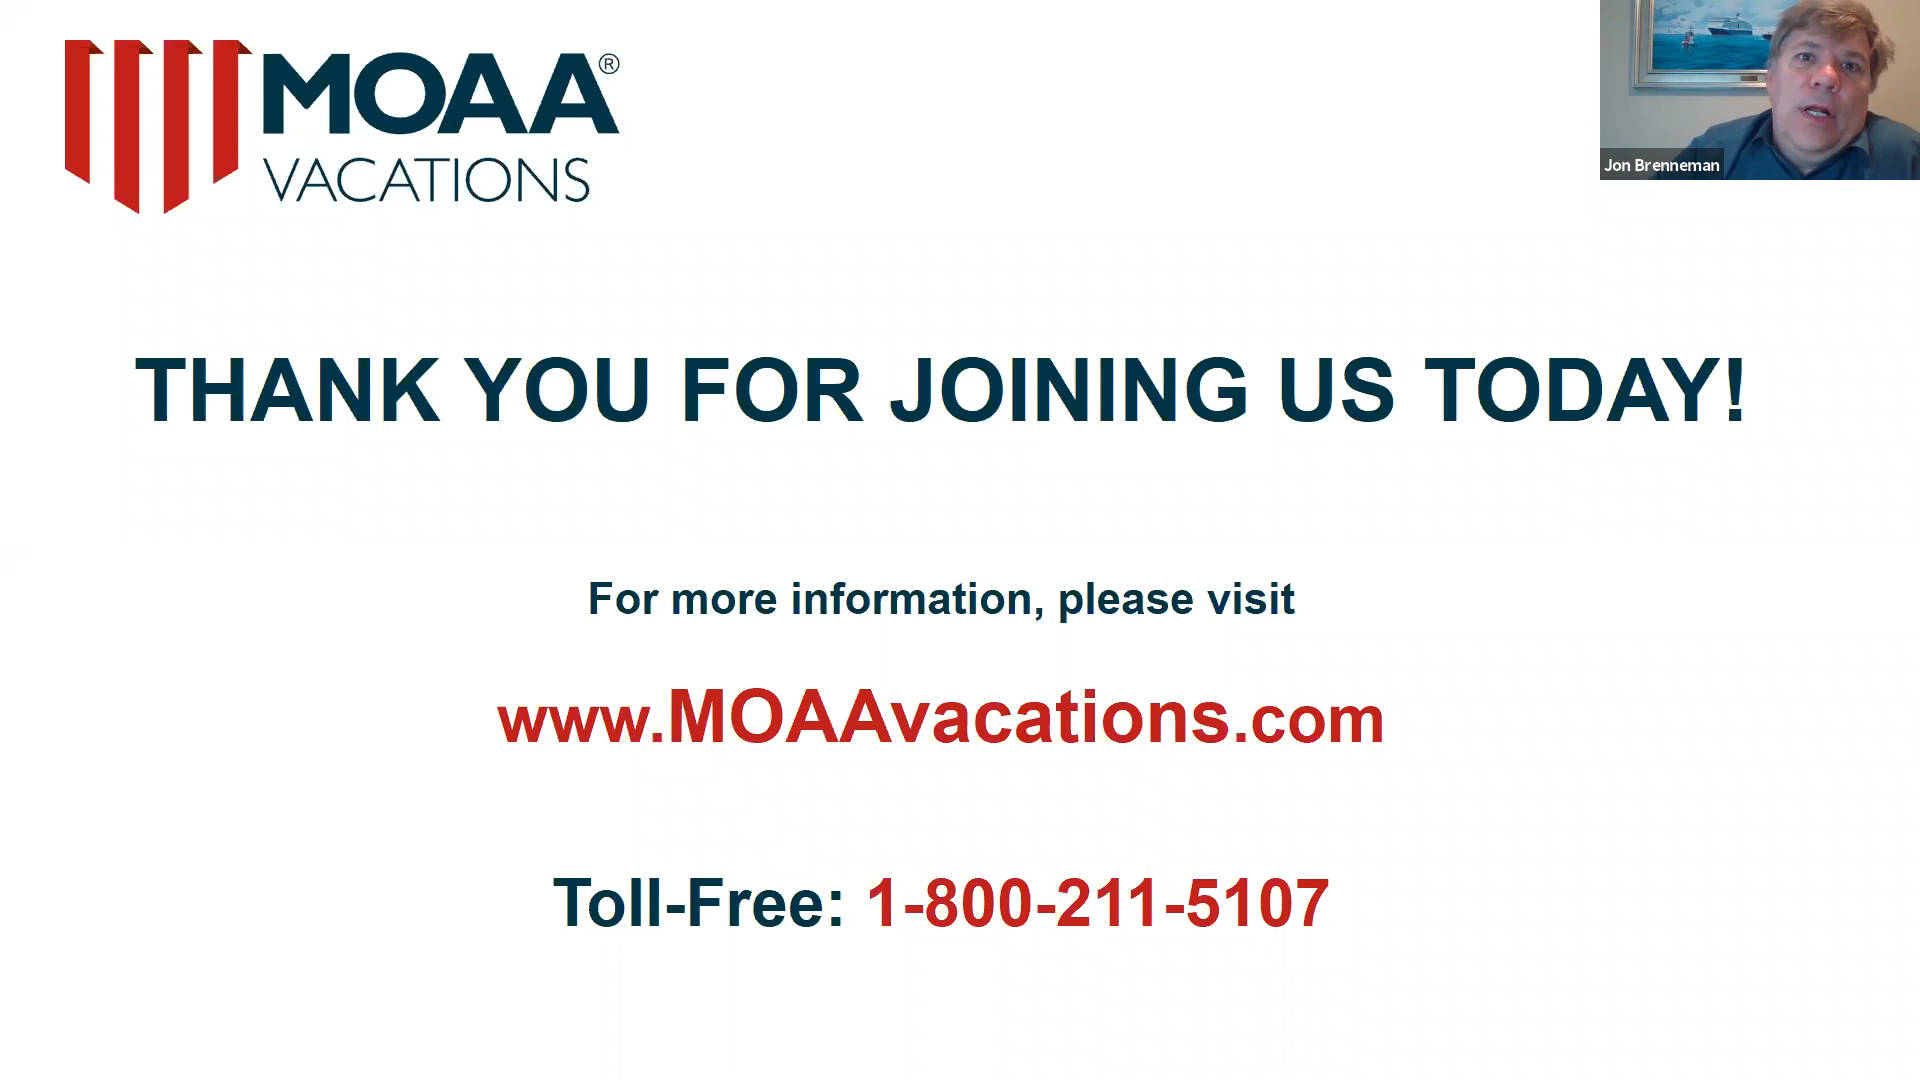 MOAA®
VACATIONS
Jon Brenneman
THANK YOU FOR JOINING US TODAY!
For more information, please visit
www.MOAAvacations.com
Toll-Free: 1-800-211-5107